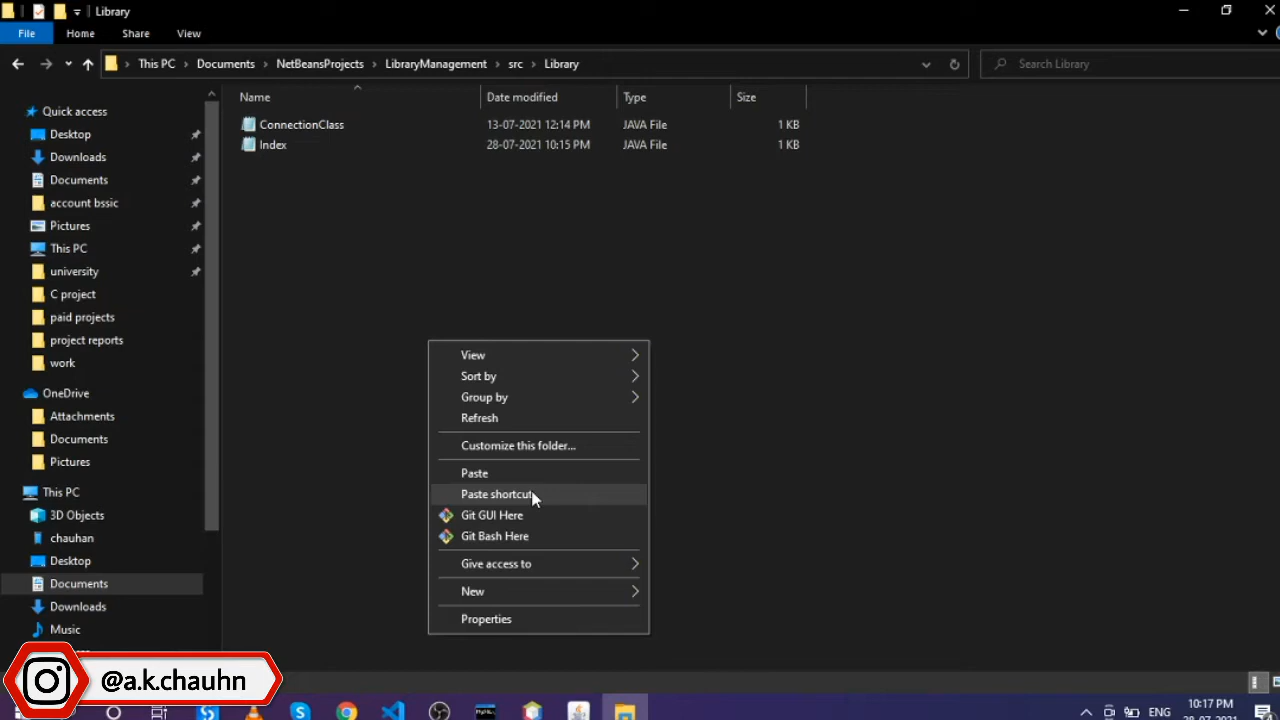 Library
File Home Share View
This PC Documents NetBeansProjects LibraryManagement src Library Search Library
Name Date modified Type Size
ConnectionClass 13-07-2021 12:14 PM JAVA File 1 KB
Index 28-07-2021 10:15 PM JAVA File 1 KB
Quick access
Desktop
Downloads
Documents
account bssic
Pictures
This PC
university
C project
paid projects
project reports
work
OneDrive
Attachments
Documents
Pictures
This PC
3D Objects
chauhan
Desktop
Documents
Downloads
Music
View
Sort by
Group by
Refresh
Customize this folder...
Paste
Paste shortcut
Git GUI Here
Git Bash Here
Give access to
New
Properties
@a.k.chauhn
ENG
10:17 PM